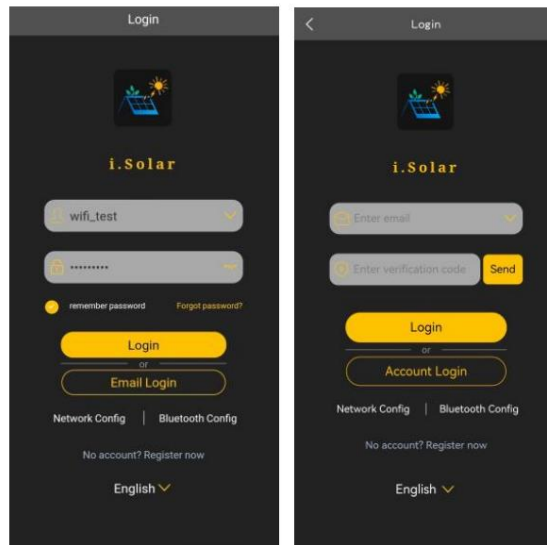 Login
i.Solar
wifi_test
•••••••••
remember password Forgot password?
Login
or
Email Login
Network Config | Bluetooth Config
No account? Register now
English
Login
i.Solar
Enter email
Enter verification code Send
Login
or
Account Login
Network Config | Bluetooth Config
No account? Register now
English